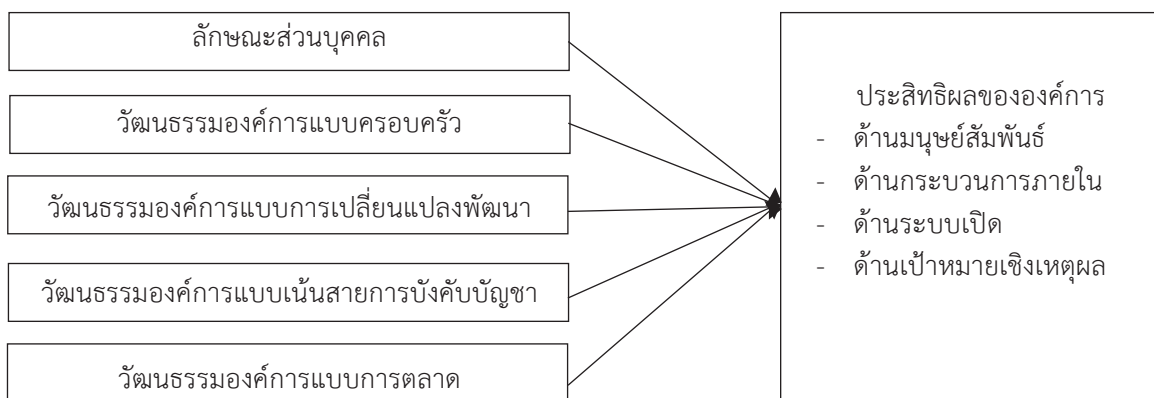 ลักษณะส่วนบุคคล
วัฒนธรรมองค์การแบบครอบครัว
วัฒนธรรมองค์การแบบการเปลี่ยนแปลงพัฒนา
วัฒนธรรมองค์การแบบเน้นสายการบังคับบัญชา
วัฒนธรรมองค์การแบบการตลาด
ประสิทธิผลขององค์การ
- ด้านมนุษย์สัมพันธ์
- ด้านกระบวนการภายใน
- ด้านระบบเปิด
- ด้านเป้าหมายเชิงเหตุผล